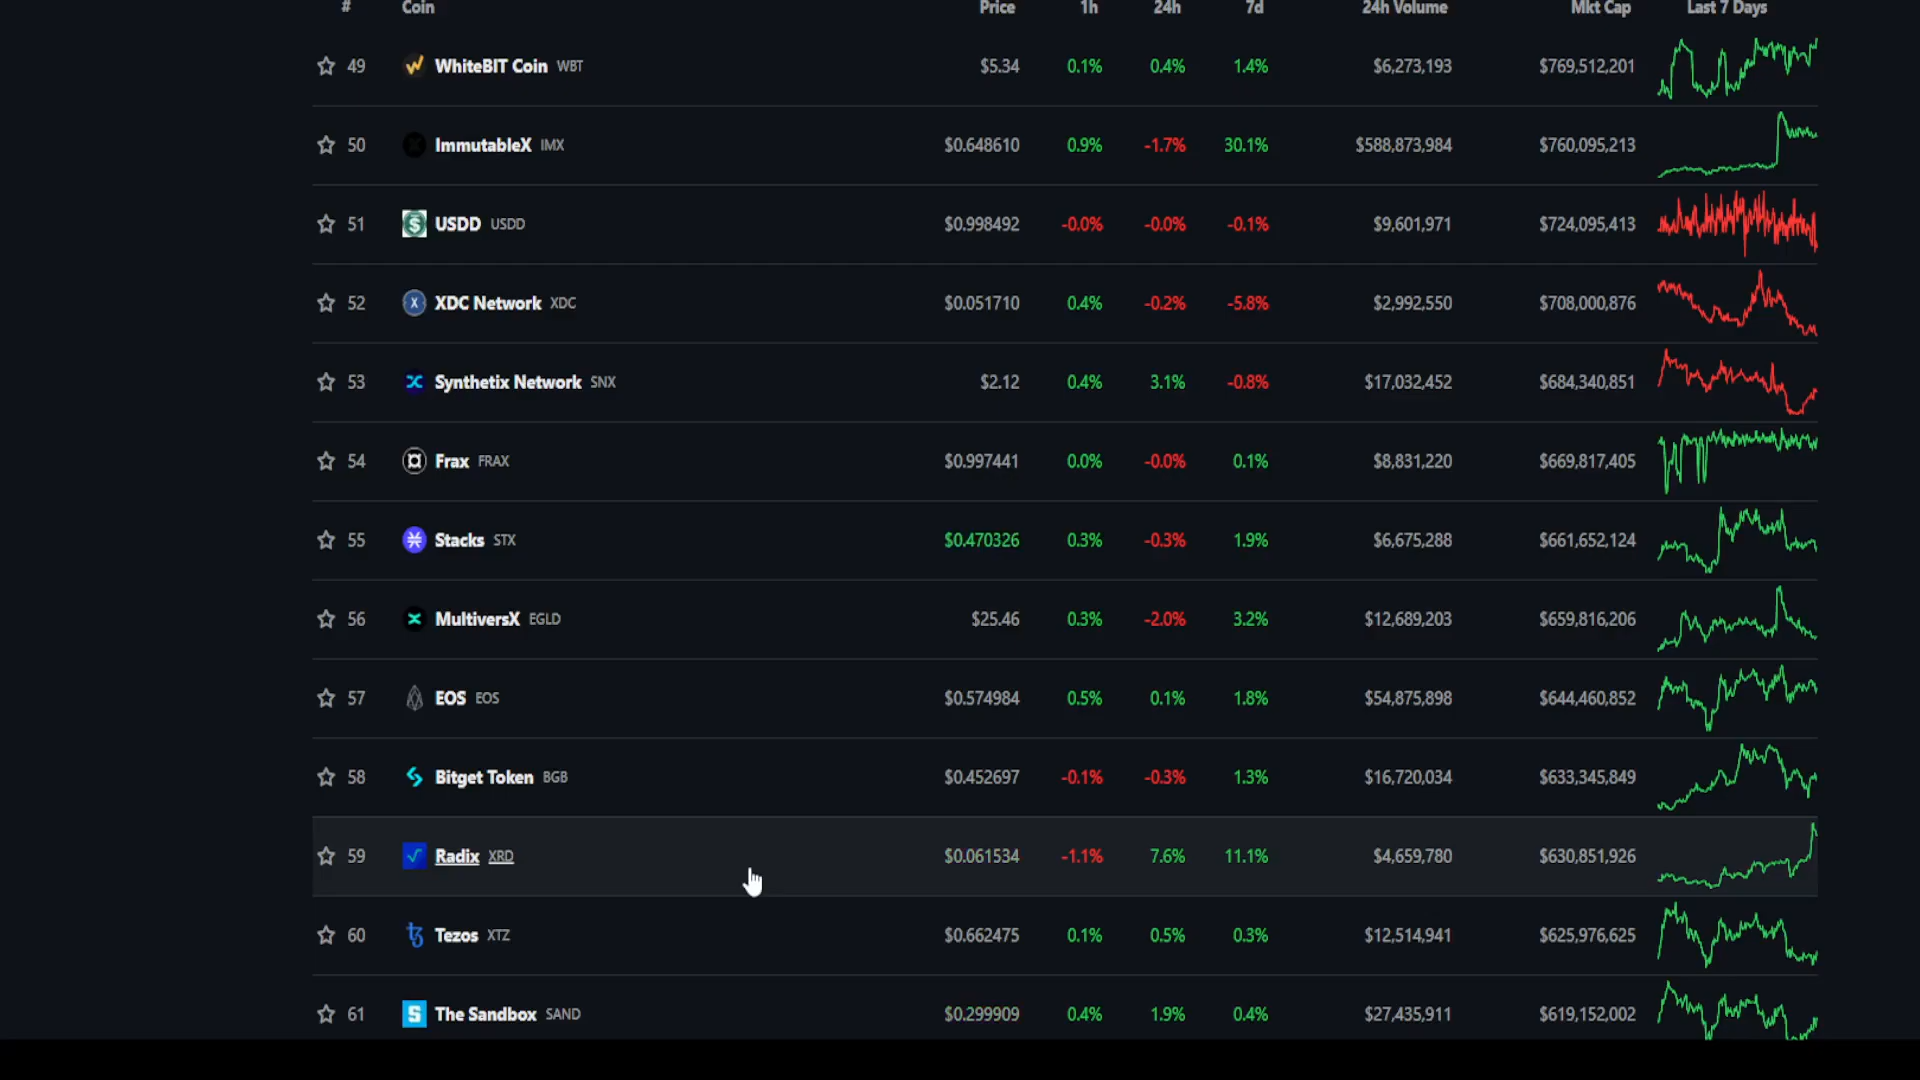 # Coin Price 1h 24h 7d 24h Volume Mkt Cap Last 7 Days
49 WhiteBIT Coin WBT $5.34 0.1% 0.4% 1.4% $6,273,193 $769,512,201
50 ImmutableX IMX $0.648610 0.9% -1.7% 30.1% $588,873,984 $760,095,213
51 USDD USDD $0.998492 -0.0% -0.0% -0.1% $9,601,971 $724,095,413
52 XDC Network XDC $0.051710 0.4% -0.2% -5.8% $2,992,550 $708,000,876
53 Synthetix Network SNX $2.12 0.4% 3.1% -0.8% $17,032,452 $684,340,851
54 Frax FRAX $0.997441 0.0% -0.0% 0.1% $8,831,220 $669,817,405
55 Stacks STX $0.470326 0.3% -0.3% 1.9% $6,675,288 $661,652,124
56 MultiversX EGLD $25.46 0.3% -2.0% 3.2% $12,689,203 $659,816,206
57 EOS EOS $0.574984 0.5% 0.1% 1.8% $54,875,898 $644,460,852
58 Bitget Token BGB $0.452697 -0.1% -0.3% 1.3% $16,720,034 $633,345,849
59 Radix XRD $0.061534 -1.1% 7.6% 11.1% $4,659,780 $630,851,926
60 Tezos XTZ $0.662475 0.1% 0.5% 0.3% $12,514,941 $625,976,625
61 The Sandbox SAND $0.299909 0.4% 1.9% 0.4% $27,435,911 $619,152,002